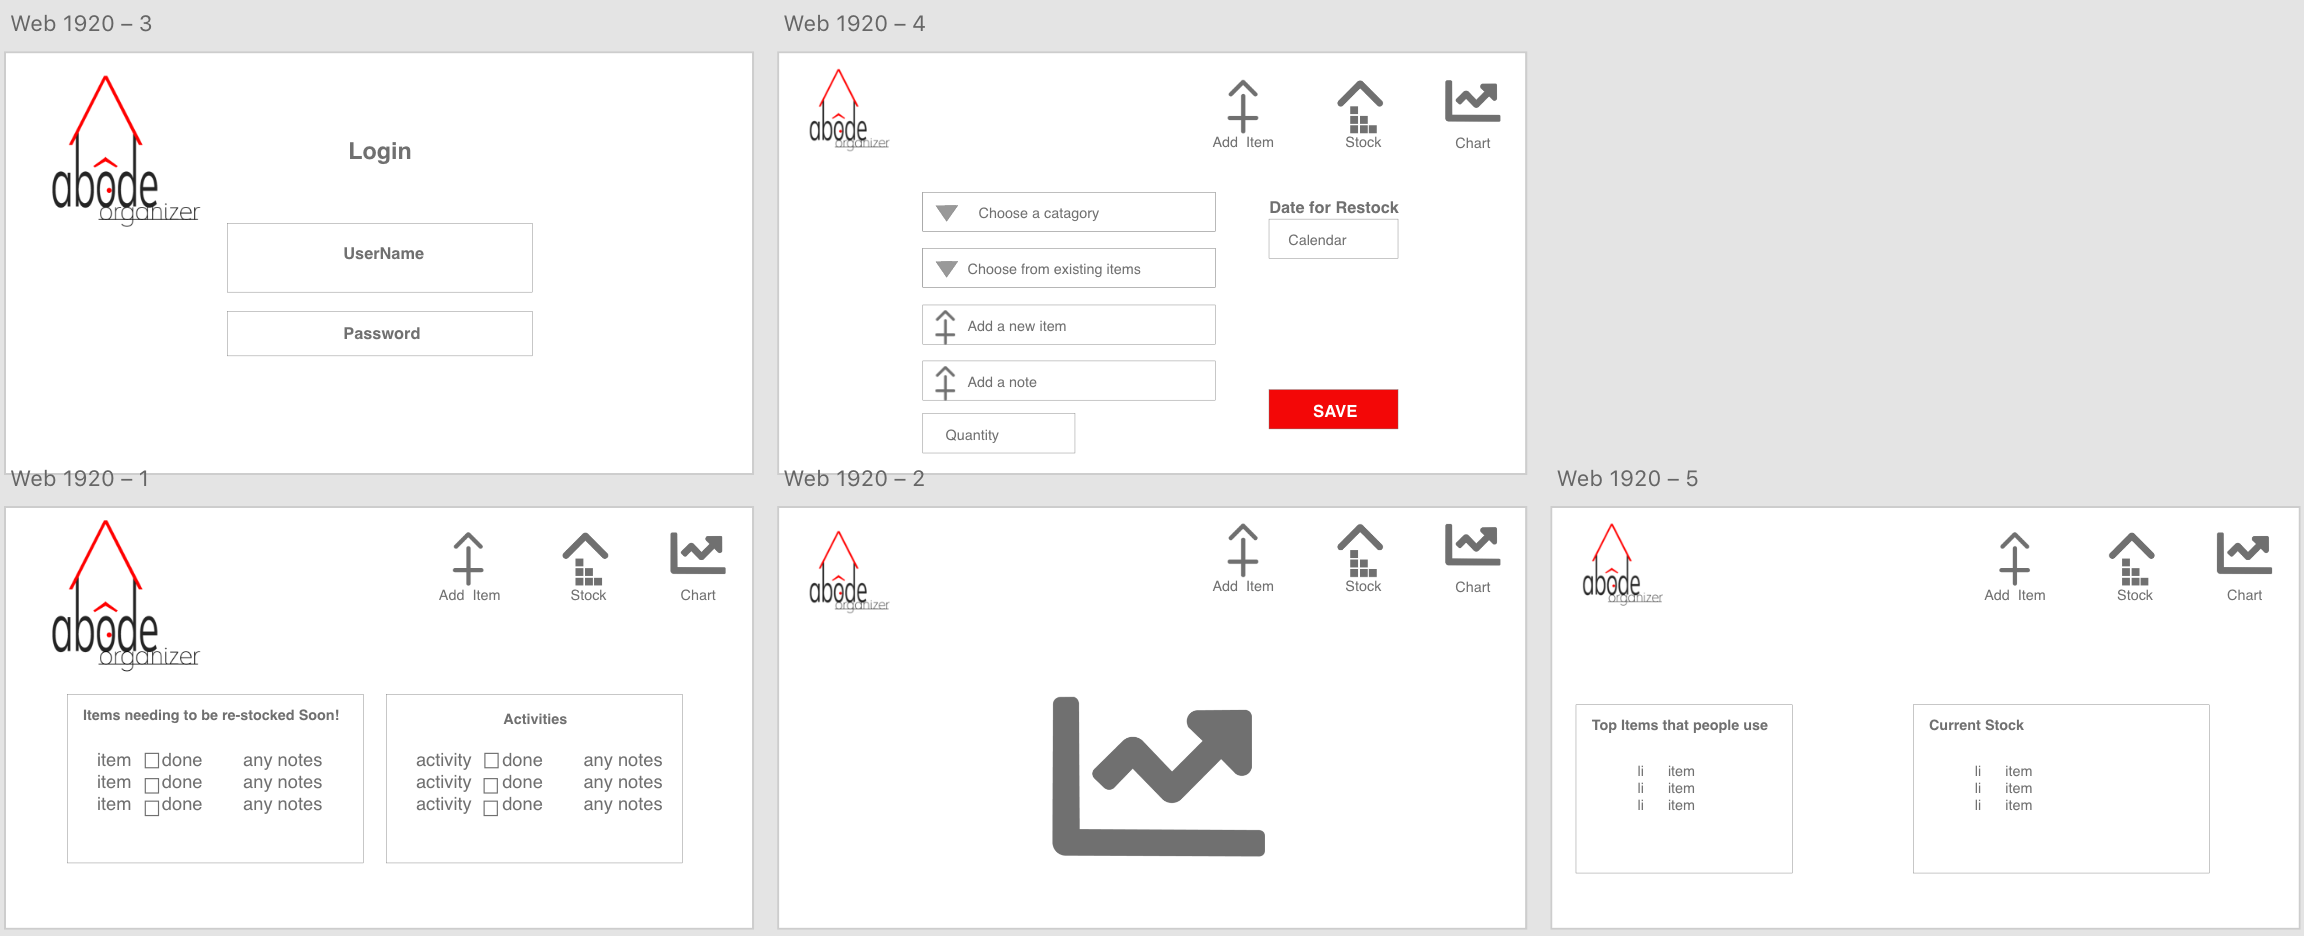 Web 1920 – 3
abode
organizer
Login
UserName
Password
Web 1920 – 4
abode
organizer
Add Item
Stock
Chart
Choose a catagory
Choose from existing items
Add a new item
Add a note
Quantity
Date for Restock
Calendar
SAVE
Web 1920 – 1
abode
organizer
Add Item
Stock
Chart
Items needing to be re-stocked Soon!
item done any notes
item done any notes
item done any notes
Activities
activity done any notes
activity done any notes
activity done any notes
Web 1920 – 2
abode
organizer
Add Item
Stock
Chart
Web 1920 – 5
abode
organizer
Add Item
Stock
Chart
Top Items that people use
li item
li item
li item
Current Stock
li item
li item
li item